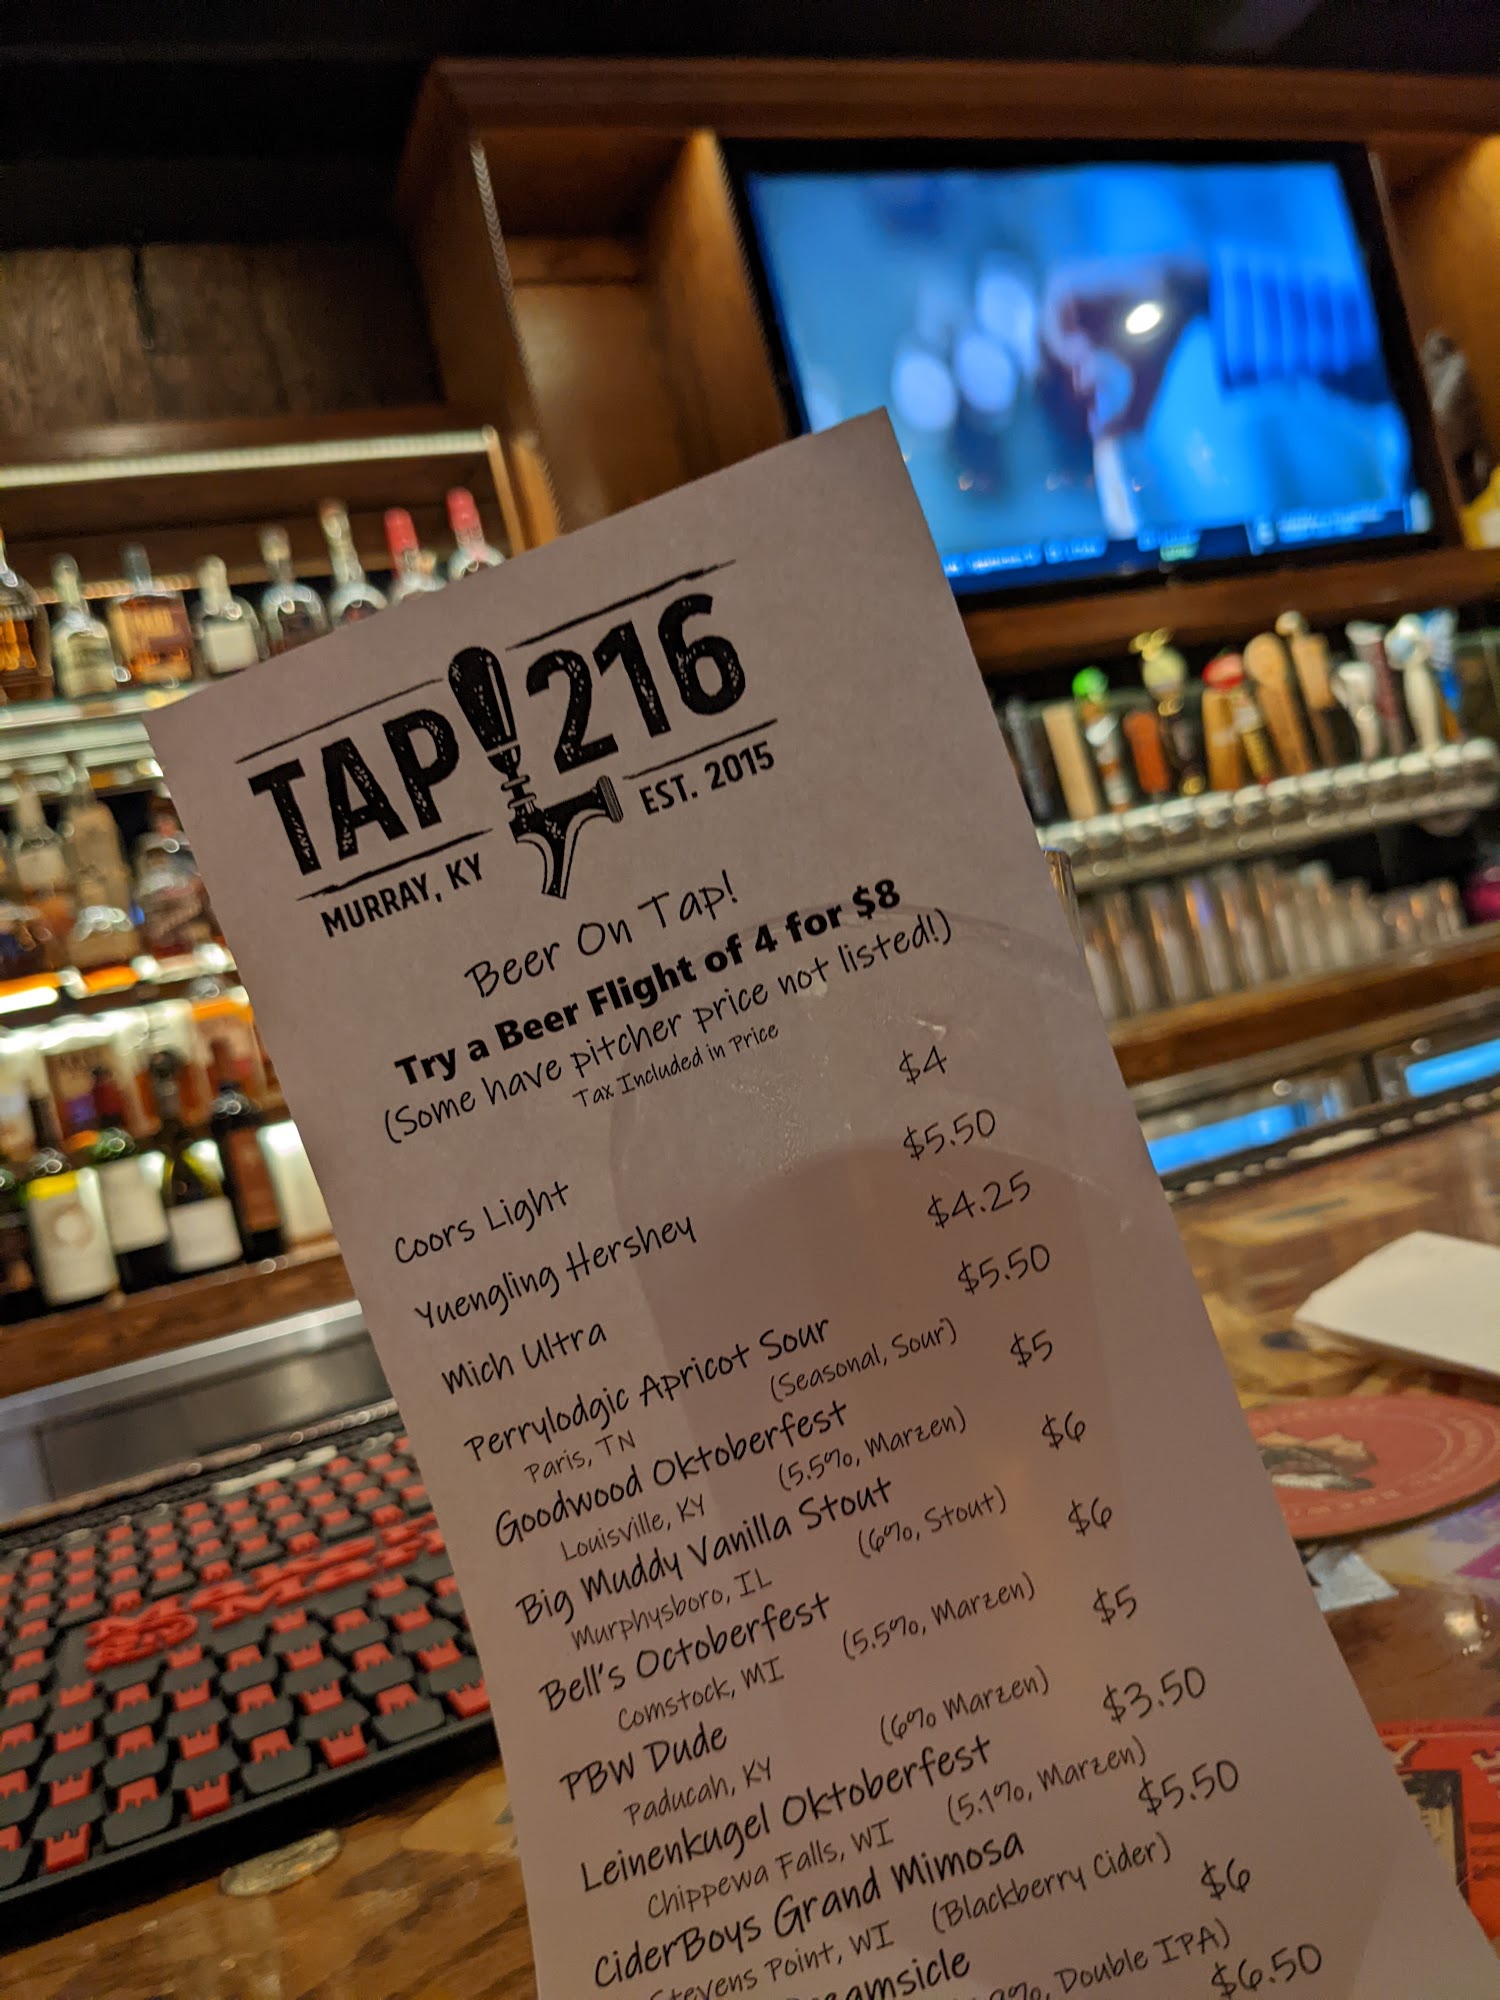 TAP 216
MURRAY, KY EST. 2015
Beer On Tap!
Try a Beer Flight of 4 for $8
(Some have pitcher price not listed!)
Tax Included in Price
Coors Light $4
Yuengling Hershey $5.50
Mich Ultra $4.25
Perrylodgic Apricot Sour $5.50
Paris, TN (Seasonal, Sour)
Goodwood Oktoberfest $5
Louisville, KY (5.5%, Marzen)
Big Muddy Vanilla Stout $6
Murphysboro, IL (6%, Stout)
Bell's Octoberfest $6
Comstock, MI (5.5%, Marzen)
PBW Dude $5
Paducah, KY (6% Marzen)
Leinenkugel Oktoberfest $3.50
Chippewa Falls, WI (5.1%, Marzen)
CiderBoys Grand Mimosa $5.50
Stevens Point, WI (Blackberry Cider)
$6
Double IPA)
$6.50